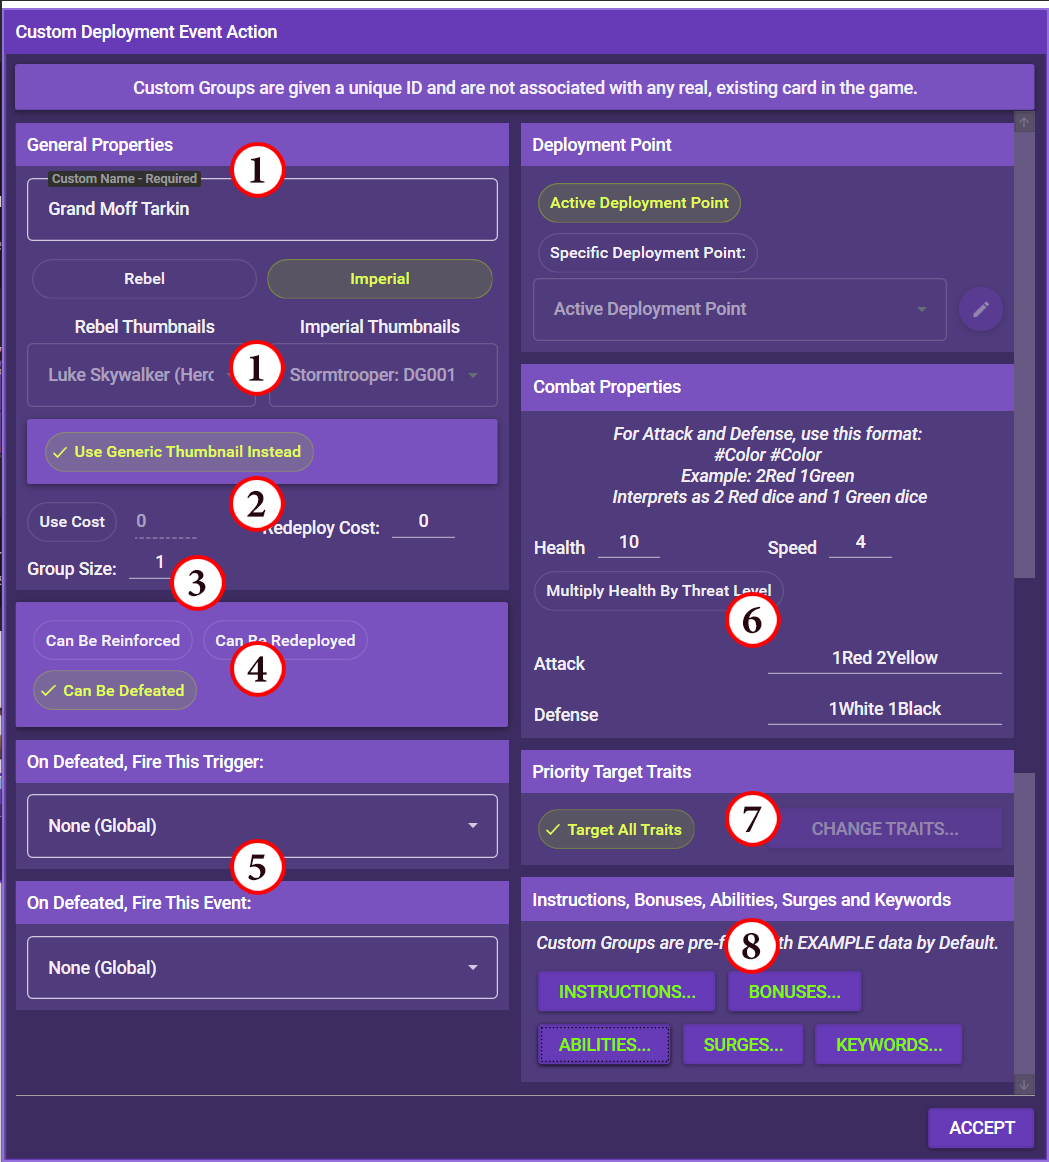 Custom Deployment Event Action
Custom Groups are given a unique ID and are not associated with any real, existing card in the game.
General Properties
1
Custom Name - Required
Grand Moff Tarkin
Rebel
Imperial
Rebel Thumbnails
Imperial Thumbnails
Luke Skywalker (Herc
1
Stormtrooper: DG001
Use Generic Thumbnail Instead
2
Use Cost
0
Redeploy Cost:
0
Group Size:
1
3
Can Be Reinforced
Can Be Redeployed
4
Can Be Defeated
On Defeated, Fire This Trigger:
None (Global)
5
On Defeated, Fire This Event:
None (Global)
Deployment Point
Active Deployment Point
Specific Deployment Point:
Active Deployment Point
Combat Properties
For Attack and Defense, use this format:
#Color #Color
Example: 2Red 1Green
Interprets as 2 Red dice and 1 Green dice
Health
10
Speed
4
Multiply Health By Threat Level
6
Attack
1Red 2Yellow
Defense
1White 1Black
Priority Target Traits
Target All Traits
7
CHANGE TRAITS...
Instructions, Bonuses, Abilities, Surges and Keywords
8
Custom Groups are pre-f th EXAMPLE data by Default.
INSTRUCTIONS...
BONUSES...
ABILITIES...
SURGES...
KEYWORDS...
ACCEPT